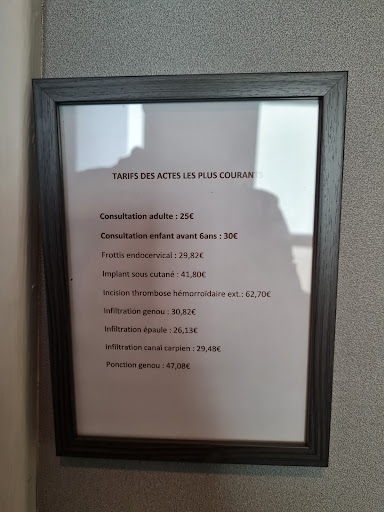 TARIFS DES ACTES LES PLUS COURANTS
Consultation adulte : 25€
Consultation enfant avant 6ans : 30€
Frottis endocervical : 29,82€
Implant sous cutané : 41,80€
Incision thrombose hémorroïdaire ext.: 62,70€
Infiltration genou : 30,82€
Infiltration épaule : 26,13€
Infiltration canal carpien : 29,48€
Ponction genou : 47,08€